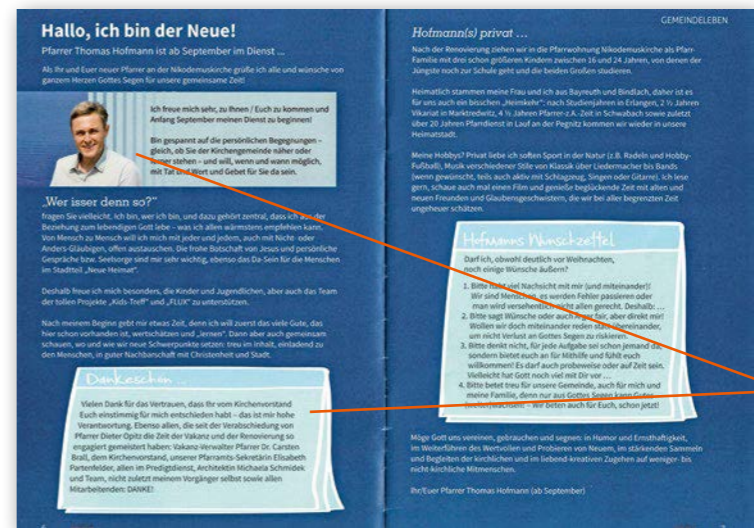 Hallo, ich bin der Neue!
Pfarrer Thomas Hofmann ist ab September im Dienst ...
Als Ihr und Euer neuer Pfarrer an der Nikodemuskirche grüße ich alle und wünsche von
ganzem Herzen Gottes Segen für unsere gemeinsame Zeit!
Ich freue mich sehr, zu Ihnen / Euch zu kommen und
Anfang September meinen Dienst zu beginnen!
Bin gespannt auf die persönlichen Begegnungen –
gleich, ob Sie der Kirchengemeinde näher oder
ferner stehen – und will, wenn und wann möglich,
mit Tat und Wort und Gebet für Sie da sein.
„Wer isser denn so?"
fragen Sie vielleicht. Ich bin, wer ich bin, und dazu gehört zentral, dass ich aus der
Beziehung zum lebendigen Gott lebe – was ich allen wärmstens empfehlen kann.
Von Mensch zu Mensch will ich mich mit jeder und jedem, auch mit Nicht- oder
Anders-Gläubigen, offen austauschen. Die frohe Botschaft von Jesus und persönliche
Gespräche bzw. Seelsorge sind mir sehr wichtig, ebenso das Da-Sein für die Menschen
im Stadtteil „Neue Heimat".
Deshalb freue ich mich besonders, die Kinder und Jugendlichen, aber auch das Team
der tollen Projekte „Kids-Treff" und „FLUX" zu unterstützen.
Nach meinem Beginn gebt mir etwas Zeit, denn ich will zuerst das viele Gute, das
hier schon vorhanden ist, wertschätzen und „lernen". Dann aber auch gemeinsam
schauen, wo und wie wir neue Schwerpunkte setzen: treu im Inhalt, einladend zu
den Menschen, in guter Nachbarschaft mit Christenheit und Stadt.
Dankeschön ...
Vielen Dank für das Vertrauen, dass Ihr vom Kirchenvorstand
Euch einstimmig für mich entschieden habt – das ist mir hohe
Verantwortung. Ebenso allen, die seit der Verabschiedung von
Pfarrer Dieter Opitz die Zeit der Vakanz und der Renovierung so
engagiert gemeistert haben: Vakanz-Verwalter Pfarrer Dr. Carsten
Brall, dem Kirchenvorstand, unserer Pfarramts-Sekretärin Elisabeth
Partenfelder, allen im Predigtdienst, Architektin Michaela Schmidek
und Team, nicht zuletzt meinem Vorgänger selbst sowie allen
Mitarbeitenden: DANKE!
GEMEINDELEBEN
Hofmann(s) privat ...
Nach der Renovierung ziehen wir in die Pfarrwohnung Nikodemuskirche als Pfarr-
Familie mit drei schon größeren Kindern zwischen 16 und 24 Jahren, von denen der
Jüngste noch zur Schule geht und die beiden Großen studieren.
Heimatlich stammen meine Frau und ich aus Bayreuth und Bindlach, daher ist es
für uns auch ein bisschen „Heimkehr": nach Studienjahren in Erlangen, 2 ½ Jahren
Vikariat in Marktredwitz, 4 ½ Jahren Pfarrer-z.A.-Zeit in Schwabach sowie zuletzt
über 20 Jahren Pfarrdienst in Lauf an der Pegnitz kommen wir wieder in unsere
Heimatstadt.
Meine Hobbys? Privat liebe ich soften Sport in der Natur (z.B. Radeln und Hobby-
Fußball), Musik verschiedener Stile von Klassik über Liedermacher bis Bands
(wenn gewünscht, teils auch aktiv mit Schlagzeug, Singen oder Gitarre). Ich lese
gern, schaue auch mal einen Film und genieße beglückende Zeit mit alten und
neuen Freunden und Glaubensgeschwistern, die wir bei aller begrenzten Zeit
ungeheuer schätzen.
Hofmanns Wunschzettel
Darf ich, obwohl deutlich vor Weihnachten,
noch einige Wünsche äußern?
1. Bitte habt viel Nachsicht mit mir (und miteinander)!
Wir sind Menschen, es werden Fehler passieren oder
man wird versehentlich nicht allen gerecht. Deshalb: ...
2. Bitte sagt Wünsche oder auch Ärger fair, aber direkt mir!
Wollen wir doch miteinander reden statt übereinander,
um nicht Verlust an Gottes Segen zu riskieren.
3. Bitte denkt nicht, für jede Aufgabe sei schon jemand da,
sondern bietet euch an für Mithilfe und fühlt euch
willkommen! Es darf auch probeweise oder auf Zeit sein.
Vielleicht hat Gott noch viel mit Dir vor ...
4. Bitte betet treu für unsere Gemeinde, auch für mich und
meine Familie, denn nur aus Gottes Segen kann Gutes
(weiter)wachsen! – Wir beten auch für Euch, schon jetzt!
Möge Gott uns vereinen, gebrauchen und segnen: in Humor und Ernsthaftigkeit,
im Weiterführen des Wertvollen und Probieren von Neuem, im stärkenden Sammeln
und Begleiten der kirchlichen und im liebend-kreativen Zugehen auf weniger- bis
nicht-kirchliche Mitmenschen.
Ihr/Euer Pfarrer Thomas Hofmann (ab September)